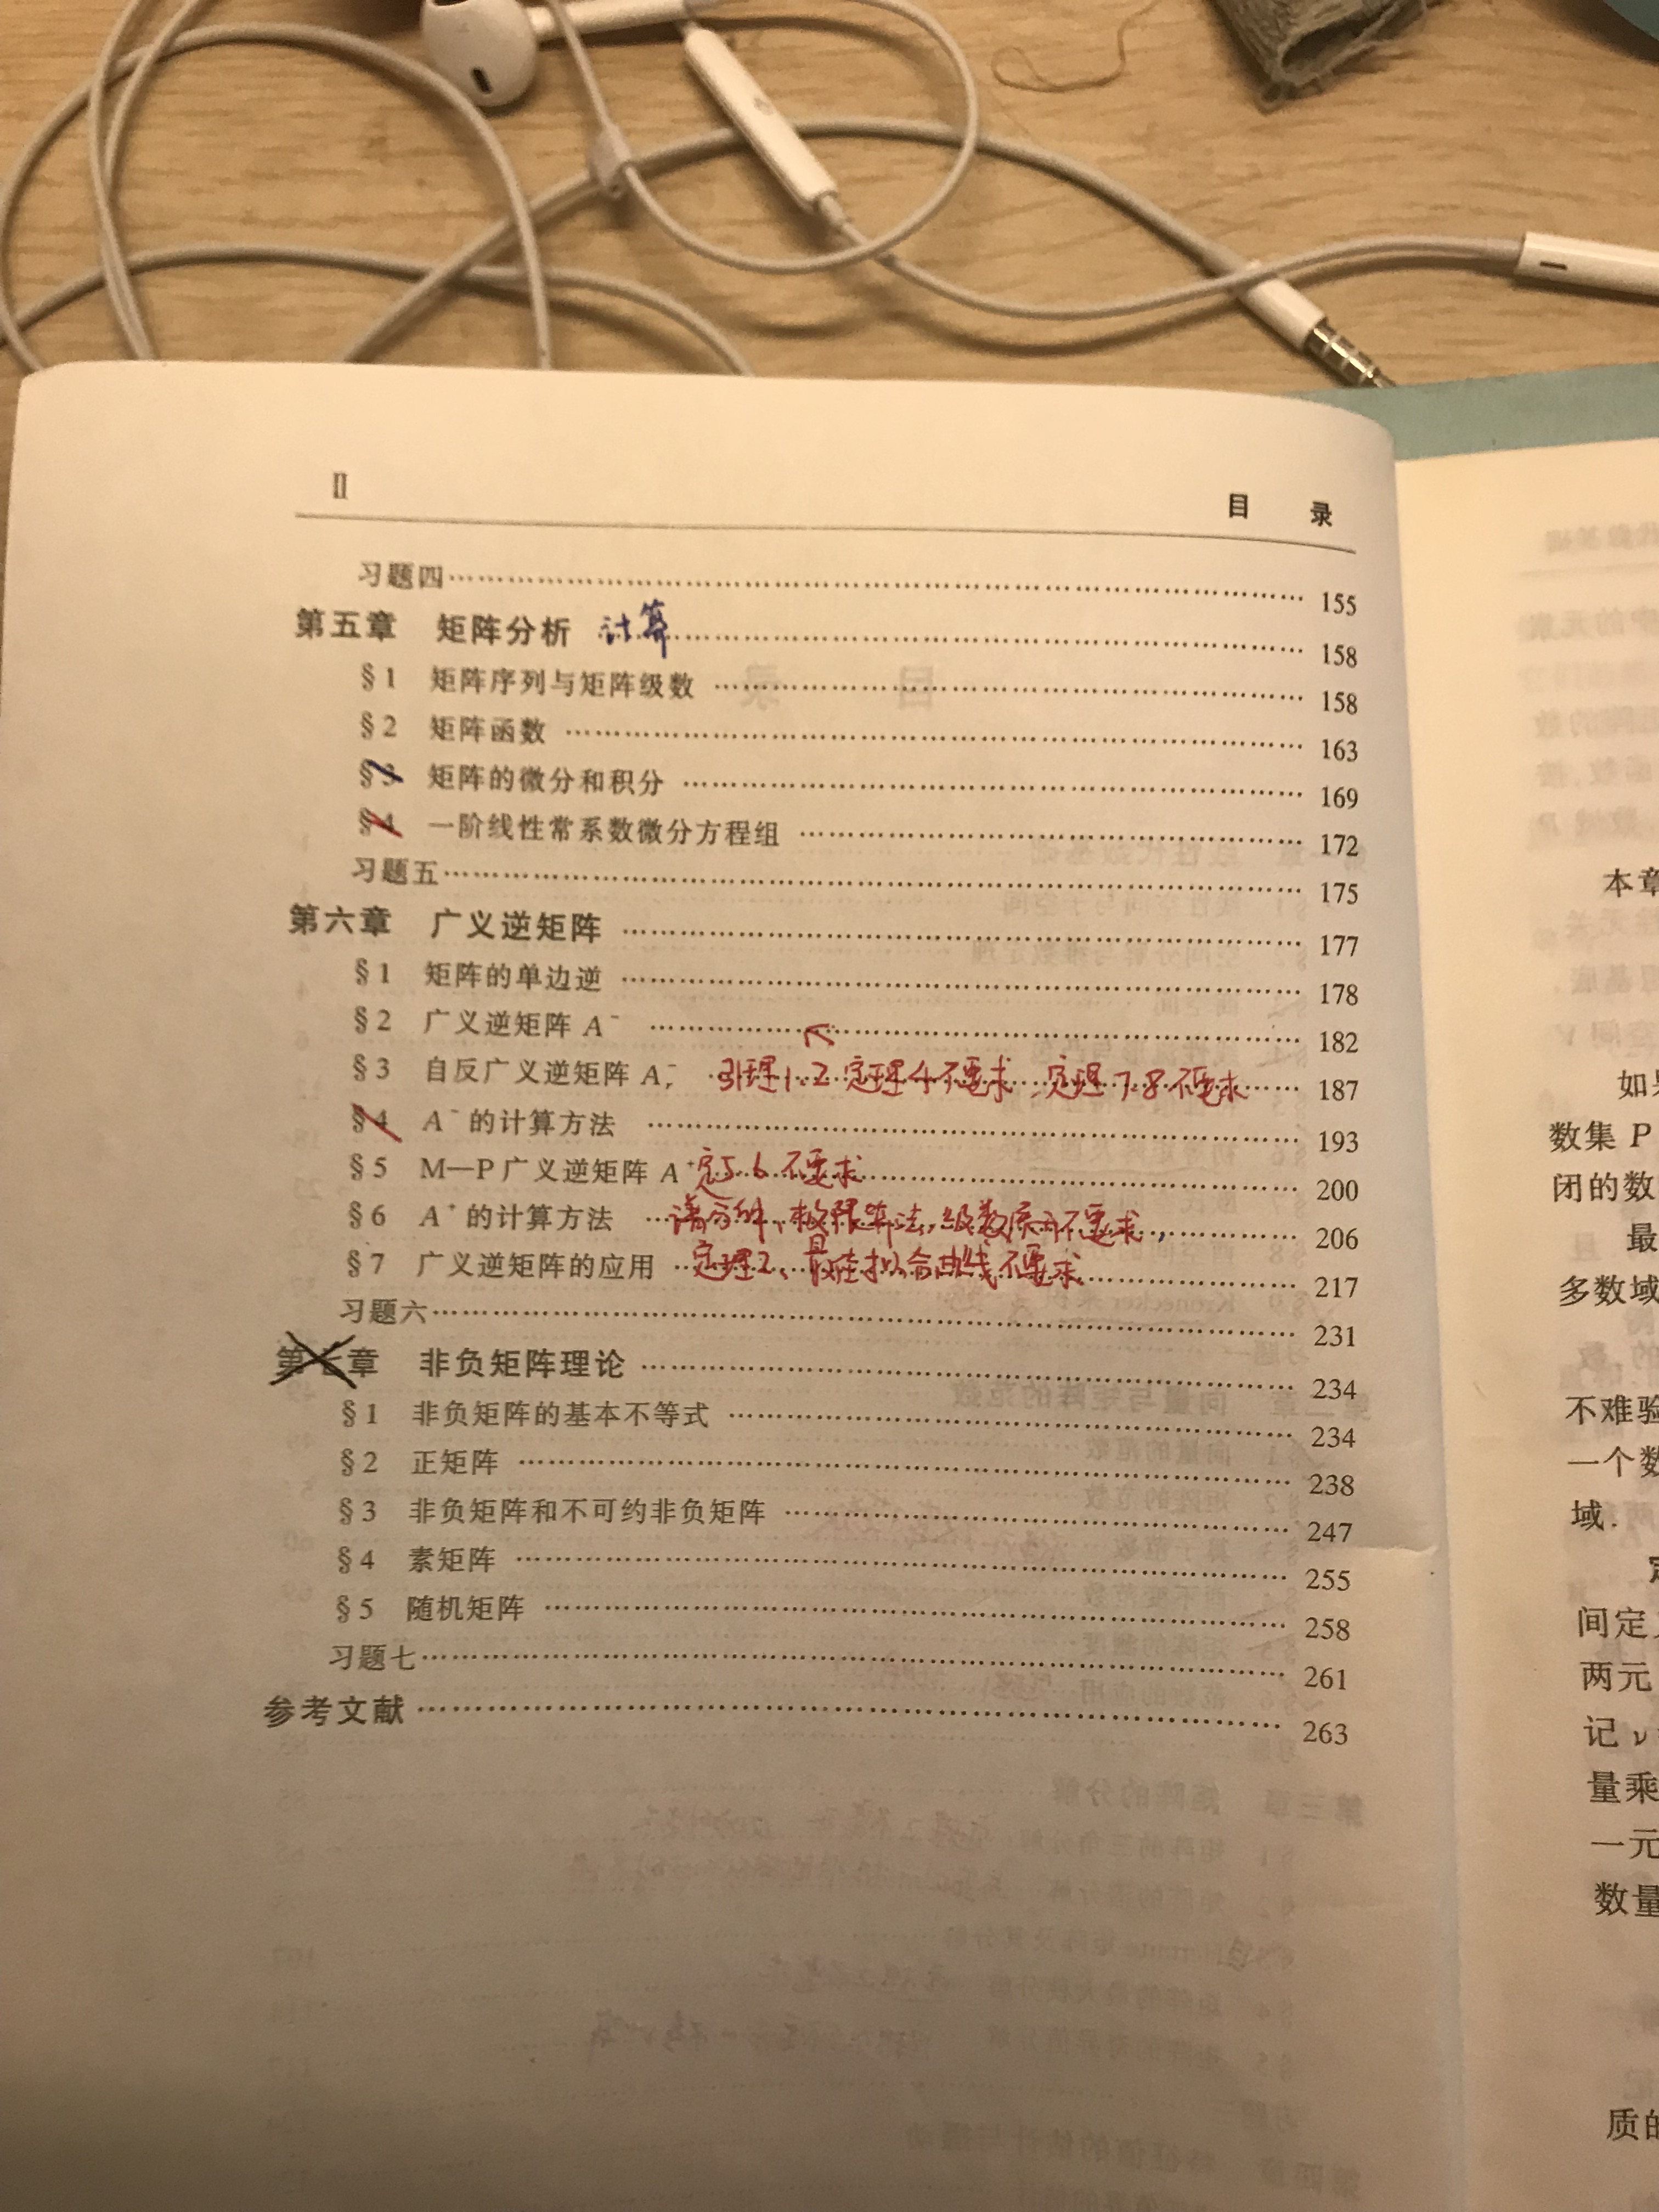 II 目 录
习题四 155
第五章 矩阵分析 计算 158
§1 矩阵序列与矩阵级数 158
§2 矩阵函数 163
§3 矩阵的微分和积分 169
§4 一阶线性常系数微分方程组 172
习题五 175
第六章 广义逆矩阵 177
§1 矩阵的单边逆 178
§2 广义逆矩阵 A⁻ 182
§3 自反广义逆矩阵 Aᵣ⁻ 引理1、2 定理4不要求、定理7.8不要求 187
§4 A⁻ 的计算方法 193
§5 M—P 广义逆矩阵 A⁺ 定5.6 不要求 200
§6 A⁺ 的计算方法 谱分解、极限算法、级数展开不要求, 206
§7 广义逆矩阵的应用 定理2、最佳拟合曲线不要求 217
习题六 231
第七章 非负矩阵理论 234
§1 非负矩阵的基本不等式 234
§2 正矩阵 238
§3 非负矩阵和不可约非负矩阵 247
§4 素矩阵 255
§5 随机矩阵 258
习题七 261
参考文献 263
本章
如果
数集 P
闭的数
最
多数域
不难验
一个数
域.
间定
两元
记 ν
量乘
一元
数量
质的